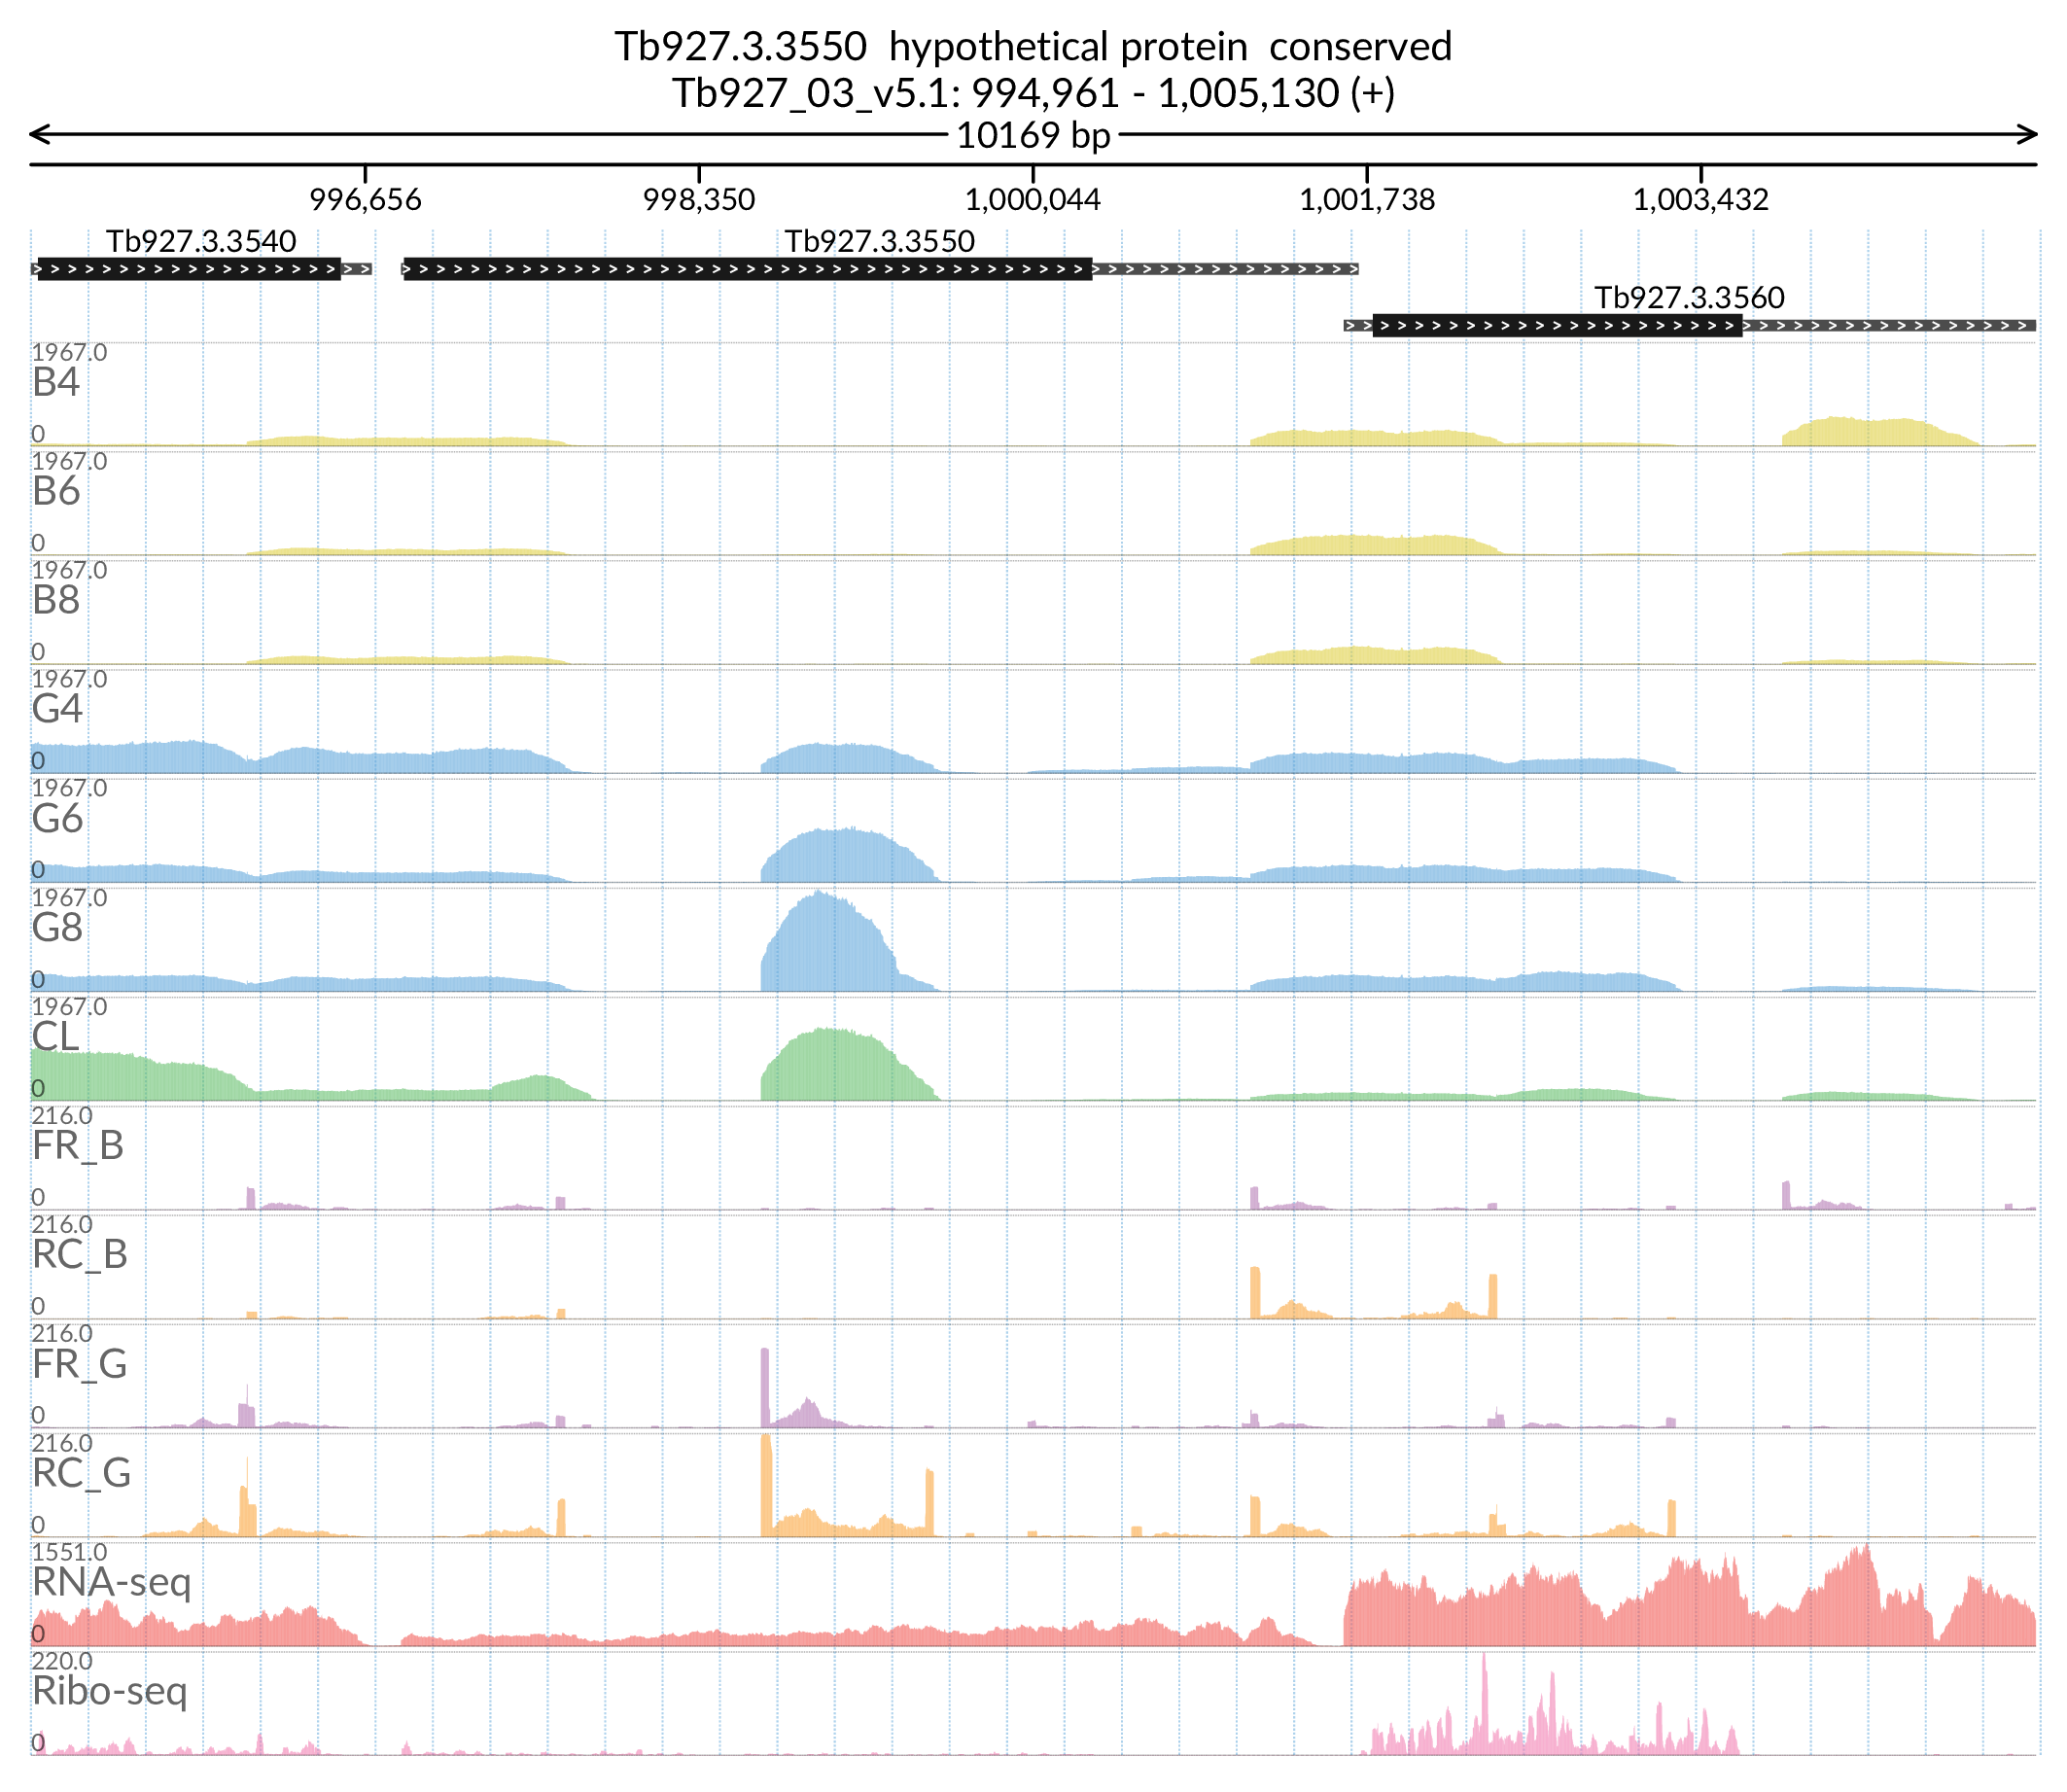 Tb927.3.3550  hypothetical protein  conserved
Tb927_03_v5.1: 994,961 - 1,005,130 (+)
10169 bp
996,656 998,350 1,000,044 1,001,738 1,003,432
Tb927.3.3540 Tb927.3.3550
Tb927.3.3560
1967.0
B4
0
1967.0
B6
0
1967.0
B8
0
1967.0
G4
0
1967.0
G6
0
1967.0
G8
0
1967.0
CL
0
216.0
FR_B
0
216.0
RC_B
0
216.0
FR_G
0
216.0
RC_G
0
1551.0
RNA-seq
0
220.0
Ribo-seq
0